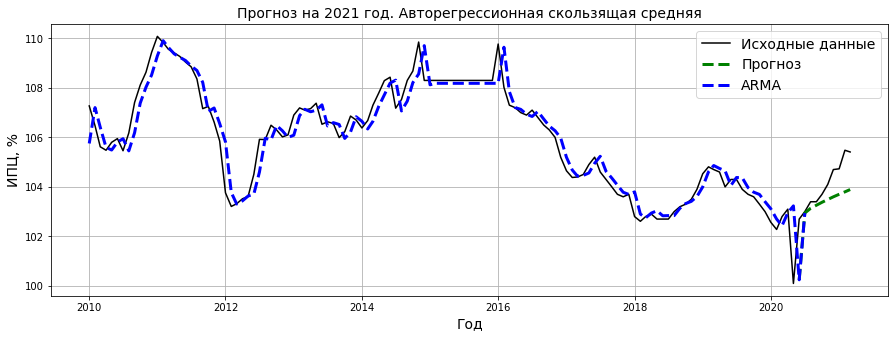 Прогноз на 2021 год. Авторегрессионная скользящая средняя
Исходные данные
Прогноз
ARMA
ИПЦ, %
110
108
106
104
102
100
2010
2012
2014
2016
2018
2020
Год